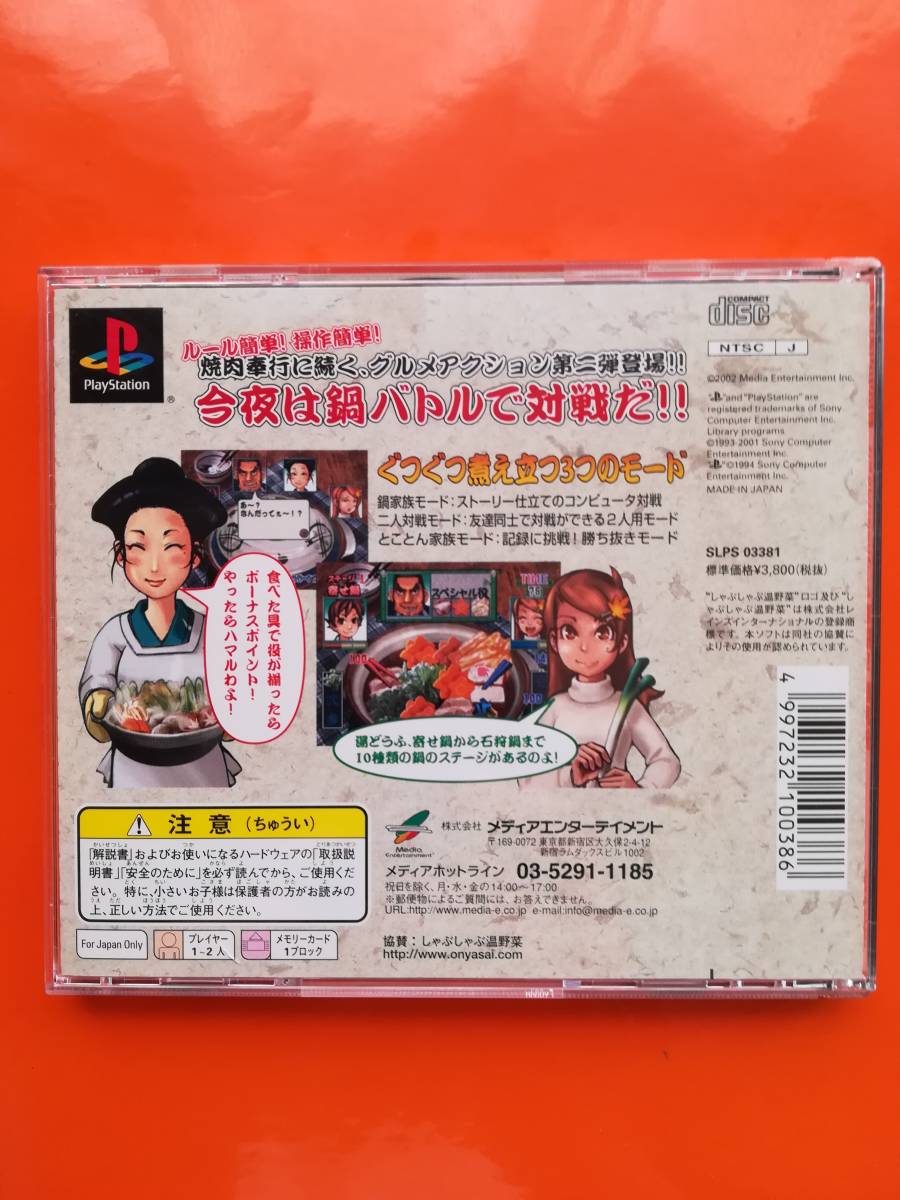 PlayStation
®
ルール簡単! 操作簡単!
焼肉奉行に続く、グルメアクション第二弾登場!!
今夜は鍋バトルで対戦だ!!
COMPACT
disc
NTSC J
©2002 Media Entertainment Inc.
"PS"and "PlayStation" are
registered trademarks of Sony
Computer Entertainment Inc.
Library programs
©1993-2001 Sony Computer
Entertainment Inc.
"PS"©1994 Sony Computer
Entertainment Inc.
MADE IN JAPAN
SLPS 03381
標準価格¥3,800(税抜)
"しゃぶしゃぶ温野菜"ロゴ及び"し
ゃぶしゃぶ温野菜"は株式会社レ
インズインターナショナルの登録商
標です。本ソフトは同社の協賛に
よりその使用が認められています。
ぐつぐつ煮え立つ3つのモード
鍋家族モード:ストーリー仕立てのコンピュータ対戦
二人対戦モード:友達同士で対戦ができる2人用モード
とことん家族モード:記録に挑戦!勝ち抜きモード
あ〜?
なんだってぇ〜!?
食べた具で役が揃ったら
ボーナスポイント!
やったらハマルわよ!
寄せ鍋
スペシャル役
TIME
76
100
100
湯どうふ、寄せ鍋から石狩鍋まで
10種類の鍋のステージがあるのよ!
4 997232 100386
注意(ちゅうい)
「解説書」およびお使いになるハードウェアの「取扱説
明書」「安全のために」を必ず読んでから、ご使用くだ
さい。特に、小さいお子様は保護者の方がお読みの
上、正しい方法でご使用ください。
For Japan Only
プレイヤー
1~2人
メモリーカード
1ブロック
Media
Entertainment
株式会社 メディアエンターテイメント
〒169-0072 東京都新宿区大久保2-4-12
新宿ラムダックスビル1002
メディアホットライン 03-5291-1185
祝日を除く、月・水・金の14:00〜17:00
※郵便物によるご質問には、お答えできません。
URL:http://www.media-e.co.jp e-mail:info@media-e.co.jp
協賛:しゃぶしゃぶ温野菜
http://www.onyasai.com